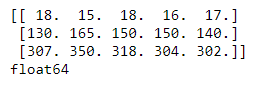 [[ 18.  15.  18.  16.  17.]
 [130. 165. 150. 150. 140.]
 [307. 350. 318. 304. 302.]]
float64